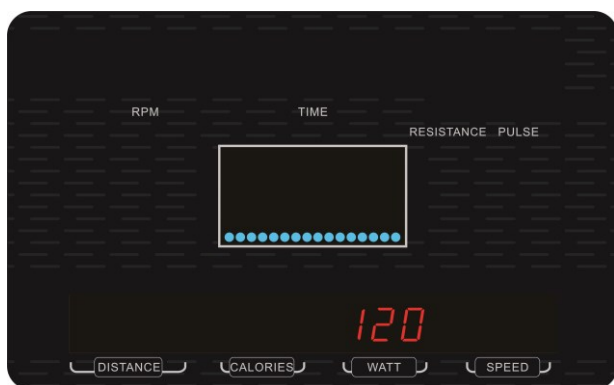 RPM TIME
RESISTANCE PULSE
120
DISTANCE CALORIES WATT SPEED